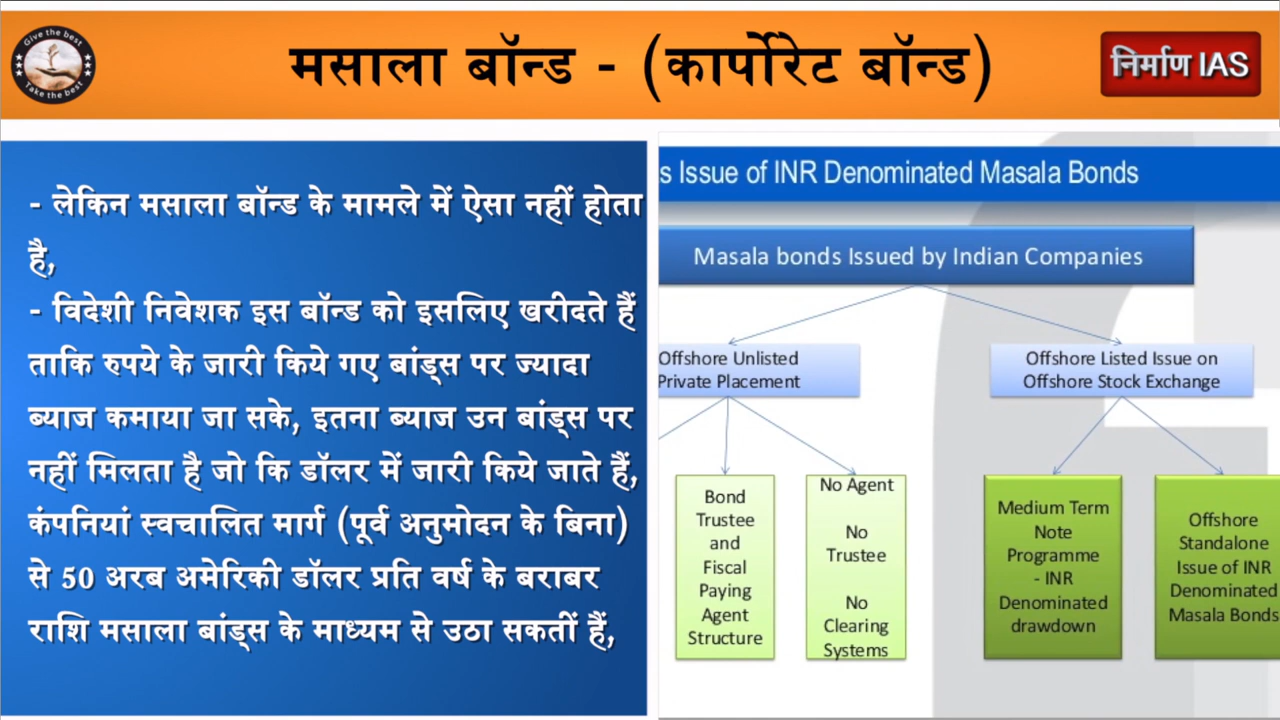 Give the best
Take the best
मसाला बॉन्ड - (कार्पोरेट बॉन्ड)
निर्माण IAS
- लेकिन मसाला बॉन्ड के मामले में ऐसा नहीं होता
है,
- विदेशी निवेशक इस बॉन्ड को इसलिए खरीदते हैं
ताकि रुपये के जारी किये गए बांड्स पर ज्यादा
ब्याज कमाया जा सके, इतना ब्याज उन बांड्स पर
नहीं मिलता है जो कि डॉलर में जारी किये जाते हैं,
कंपनियां स्वचालित मार्ग (पूर्व अनुमोदन के बिना)
से 50 अरब अमेरिकी डॉलर प्रति वर्ष के बराबर
राशि मसाला बांड्स के माध्यम से उठा सकतीं हैं,
s Issue of INR Denominated Masala Bonds
Masala bonds Issued by Indian Companies
Offshore Unlisted
Private Placement
Offshore Listed Issue on
Offshore Stock Exchange
Bond
Trustee
and
Fiscal
Paying
Agent
Structure
No Agent
No
Trustee
No
Clearing
Systems
Medium Term
Note
Programme
- INR
Denominated
drawdown
Offshore
Standalone
Issue of INR
Denominated
Masala Bonds